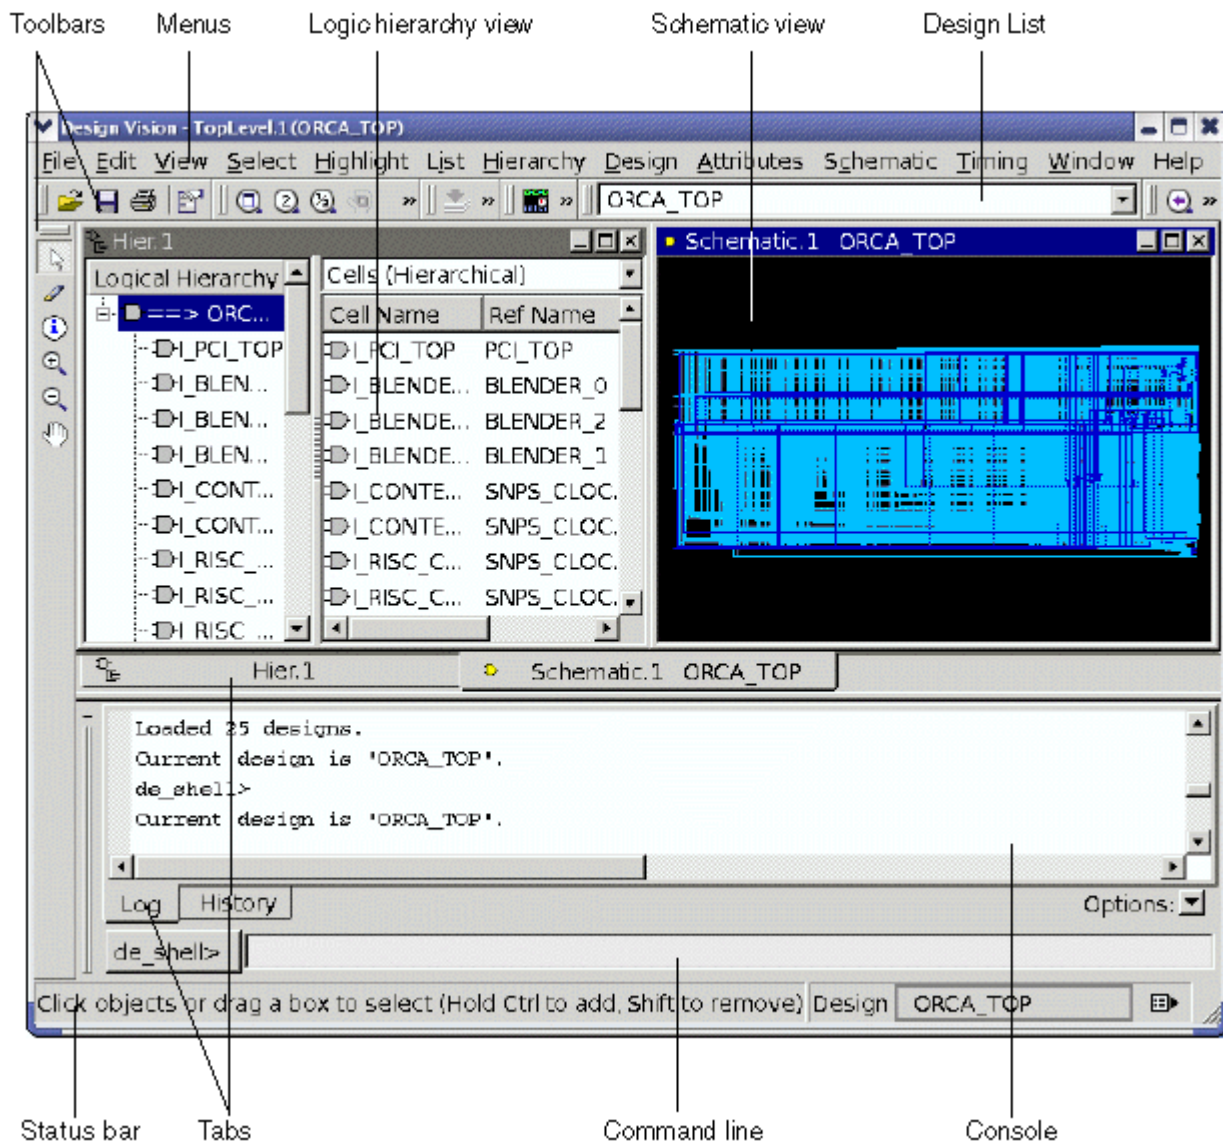 Toolbars Menus Logic hierarchy view Schematic view Design List
Design Vision - TopLevel.1 (ORCA_TOP)
File Edit View Select Highlight List Hierarchy Design Attributes Schematic Timing Window Help
ORCA_TOP
Hier.1
Logical Hierarchy
==> ORC...
I_PCI_TOP
I_BLEN...
I_BLEN...
I_BLEN...
I_CONT...
I_CONT...
I_RISC_...
I_RISC_...
I_RISC_...
Cells (Hierarchical)
Cell Name Ref Name
I_PCI_TOP PCI_TOP
I_BLENDE... BLENDER_0
I_BLENDE... BLENDER_2
I_BLENDE... BLENDER_1
I_CONTE... SNPS_CLOC.
I_CONTE... SNPS_CLOC.
I_RISC_C... SNPS_CLOC.
I_RISC_C... SNPS_CLOC.
Schematic.1 ORCA_TOP
Hier.1 Schematic.1 ORCA_TOP
Loaded 25 designs.
Current design is 'ORCA_TOP'.
de_shell>
Current design is 'ORCA_TOP'.
Log History Options:
de_shell>
Click objects or drag a box to select (Hold Ctrl to add, Shift to remove) Design ORCA_TOP
Status bar Tabs Command line Console